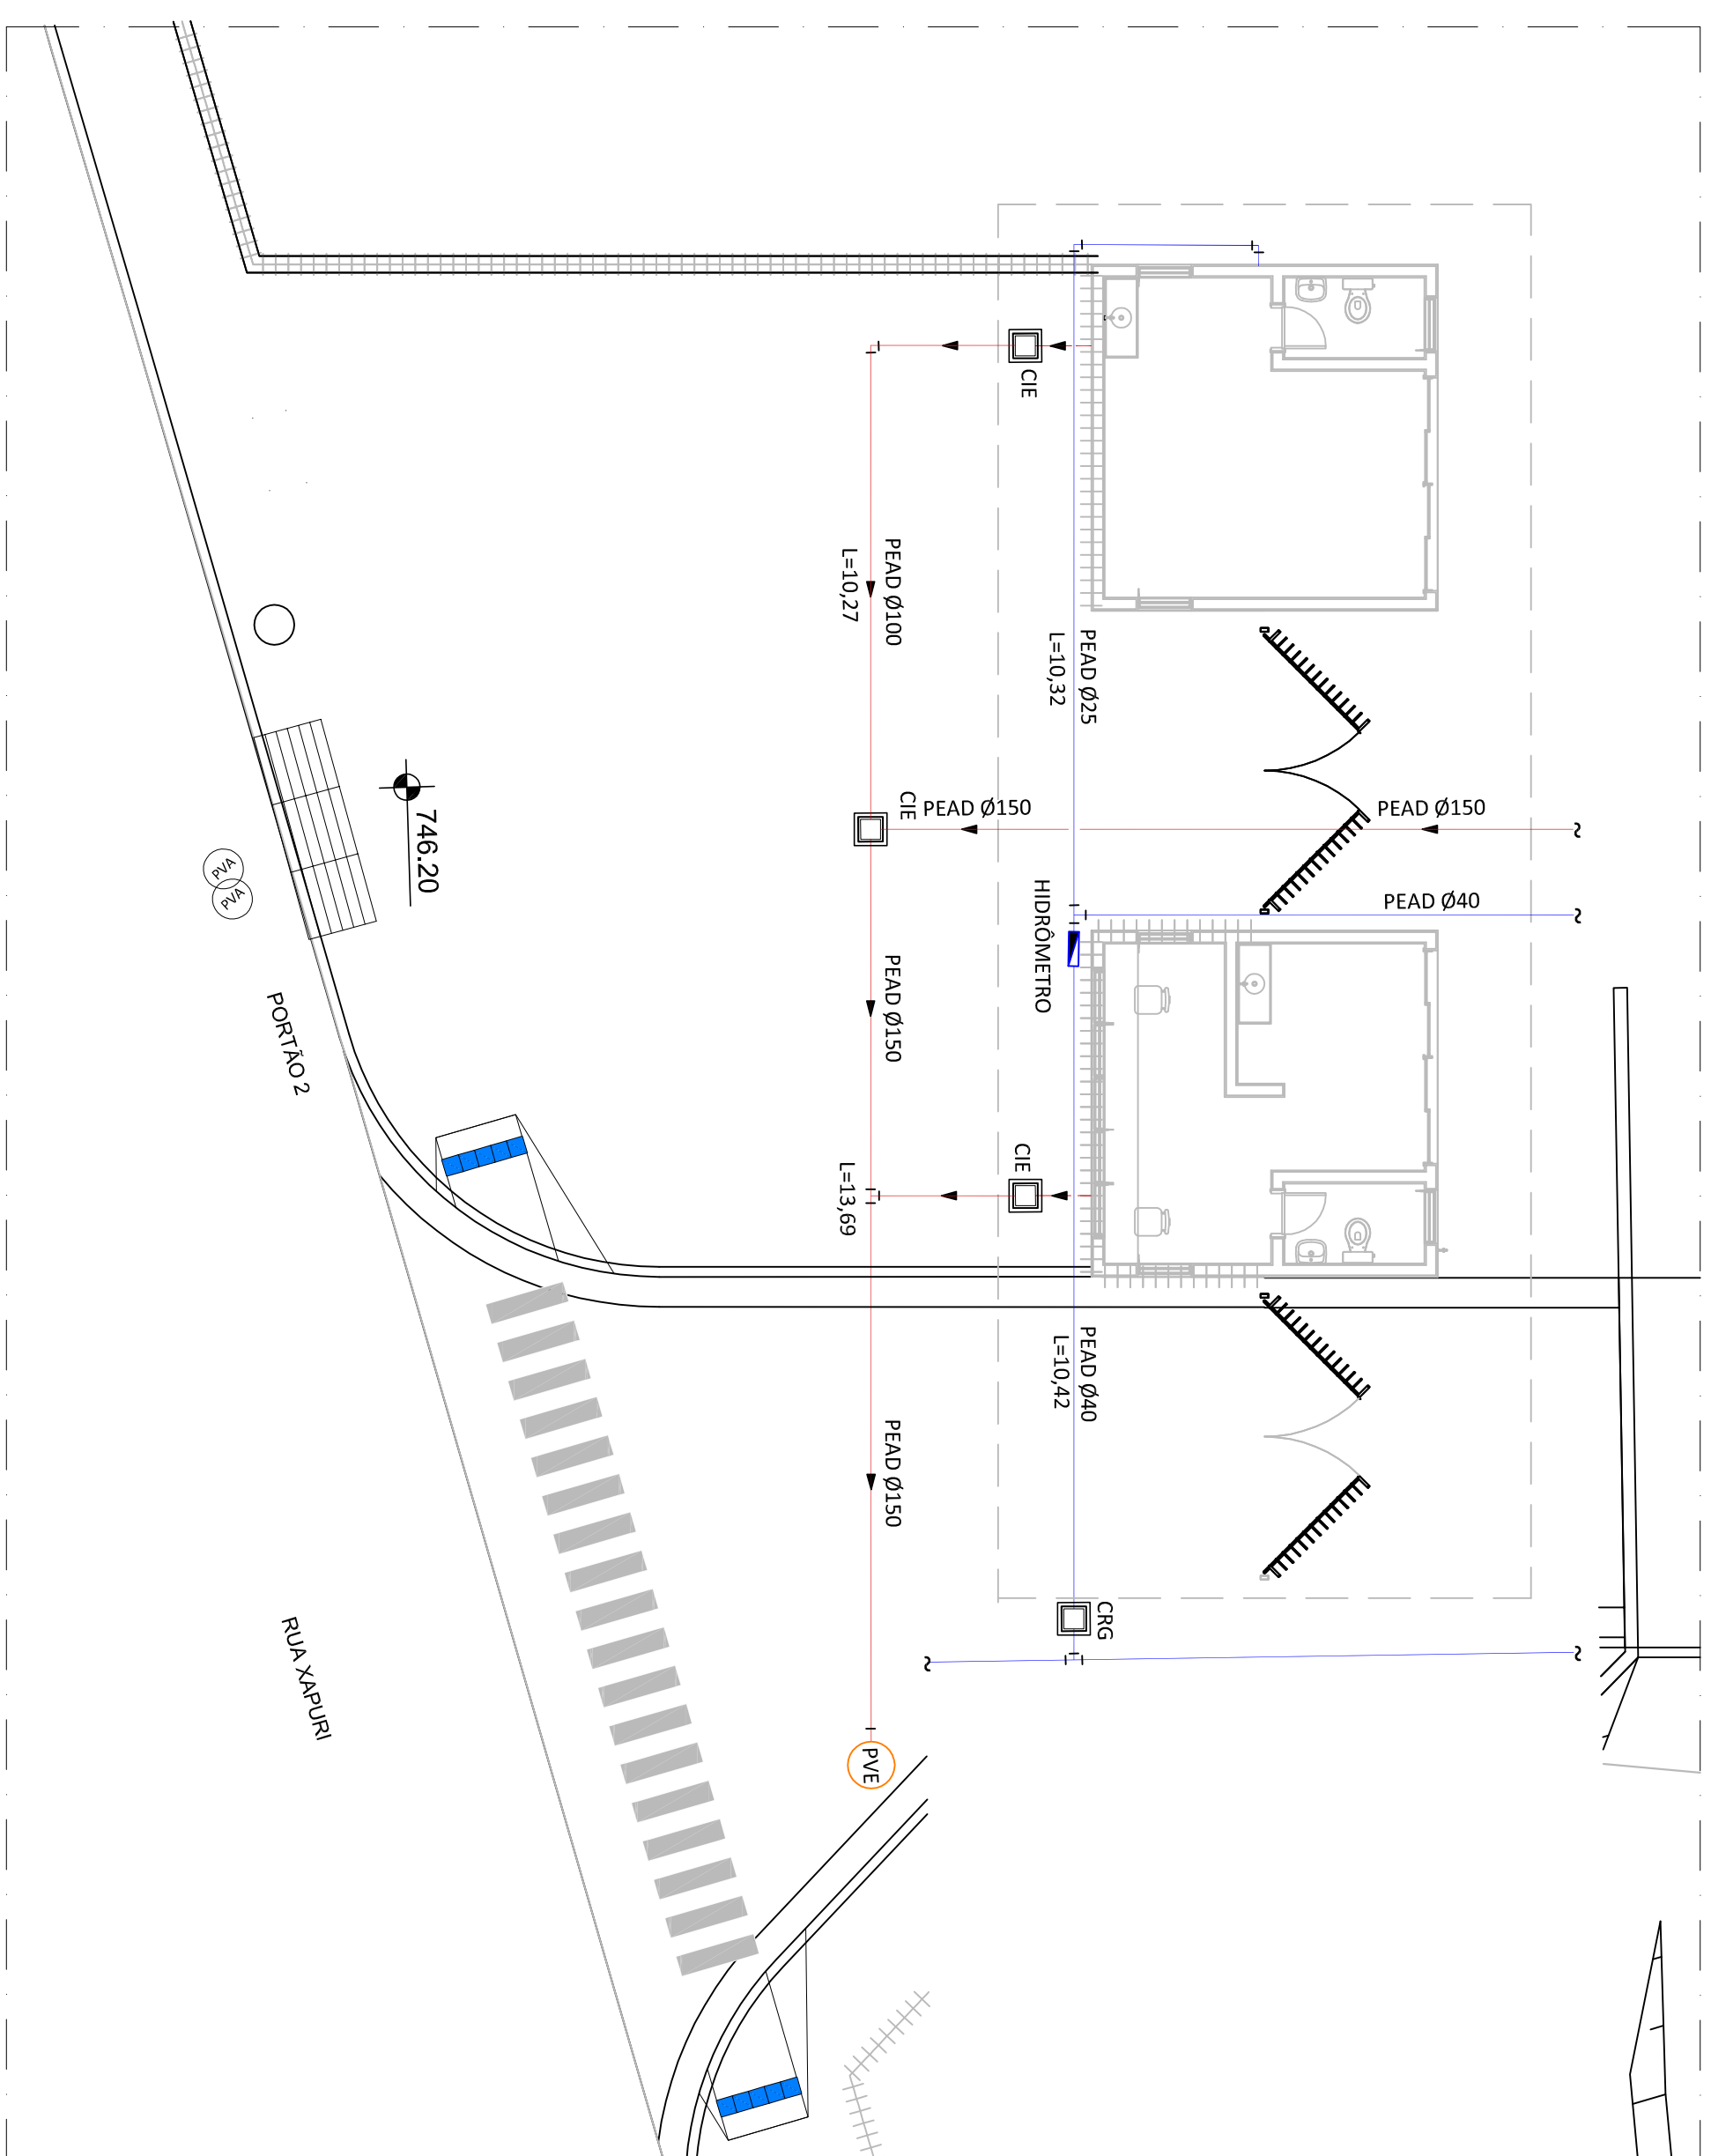 CIE
PEAD Ø100
L=10,27
PEAD Ø25
L=10,32
CIE
PEAD Ø150
PEAD Ø150
746.20
PVA
PVA
HIDRÔMETRO
PEAD Ø40
PEAD Ø150
PORTÃO 2
CIE
L=13,69
PEAD Ø40
L=10,42
PEAD Ø150
CRG
RUA XAPURI
PVE